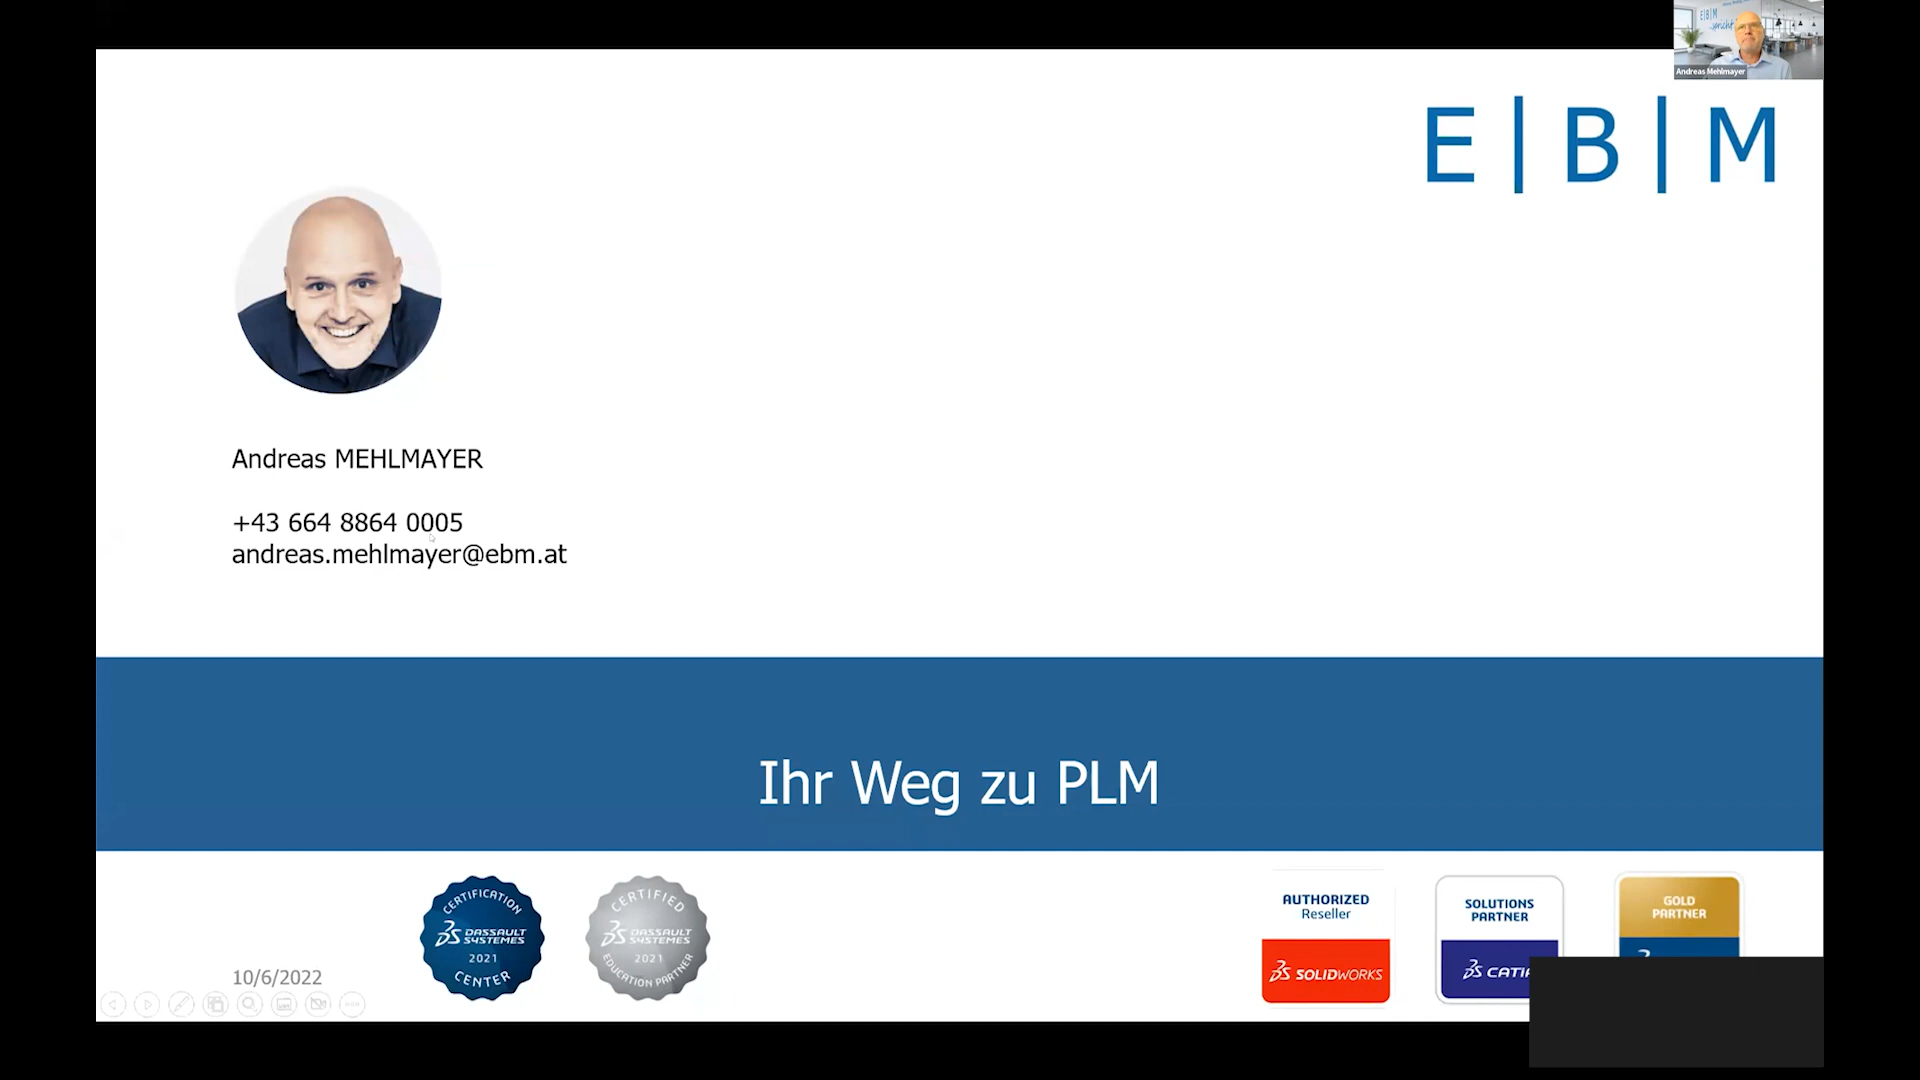 Andreas Mehlmayer
E|B|M
Andreas MEHLMAYER
+43 664 8864 0005
andreas.mehlmayer@ebm.at
Ihr Weg zu PLM
CERTIFICATION
DASSAULT
SYSTEMES
2021
CENTER
CERTIFIED
DASSAULT
SYSTEMES
2021
EDUCATION PARTNER
AUTHORIZED
Reseller
SOLIDWORKS
SOLUTIONS
PARTNER
CATIA
GOLD
PARTNER
10/6/2022